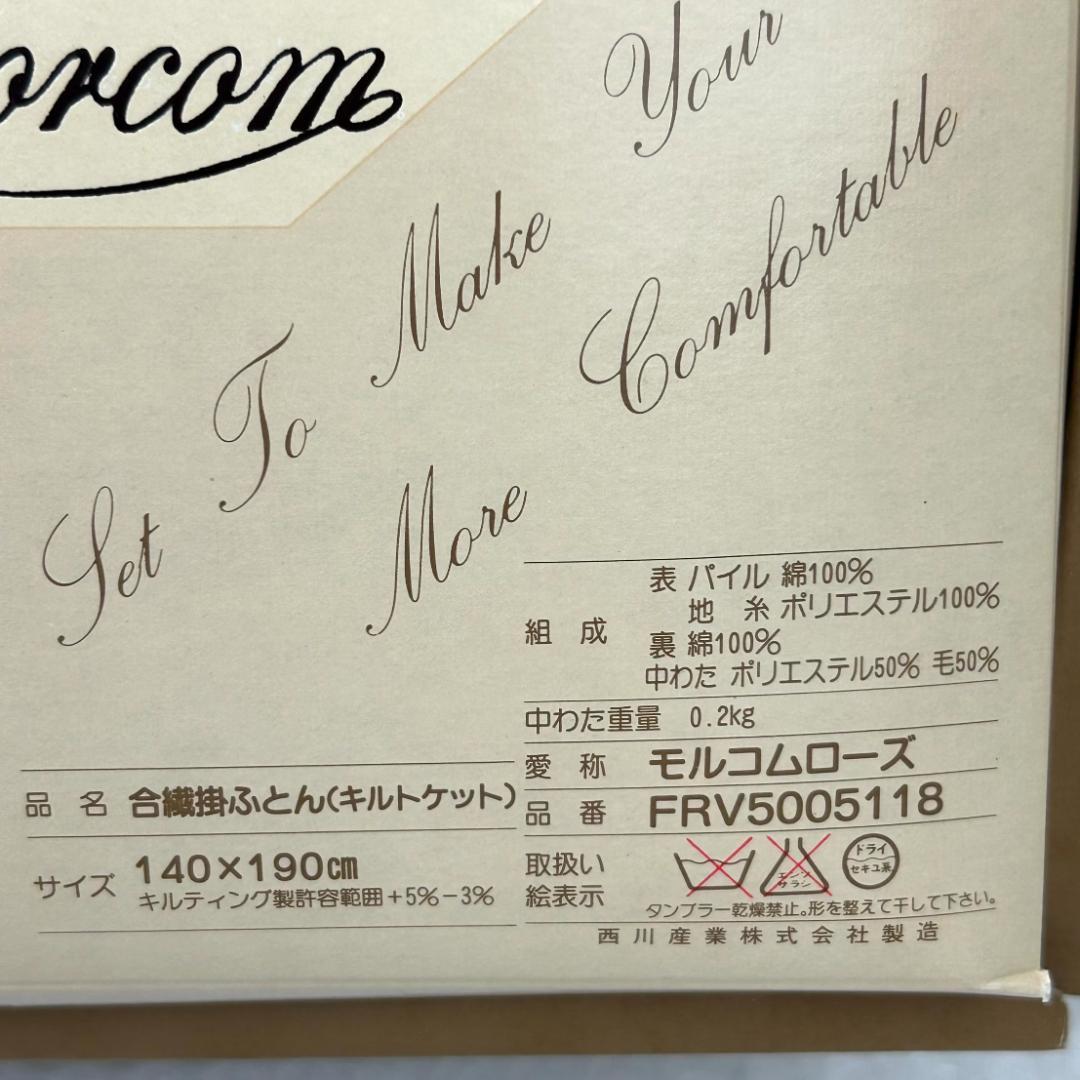 orcom
Set To Make Your
More Comfortable
組成 表 パイル 綿100%
地糸 ポリエステル100%
裏 綿100%
中わた ポリエステル50% 毛50%
中わた重量 0.2kg
愛称 モルコムローズ
品番 FRV5005118
品名 合繊掛ふとん(キルトケット)
サイズ 140×190cm
キルティング製許容範囲+5%-3%
取扱い
絵表示
エンソ
サラシ
ドライ
セキユ系
タンブラー乾燥禁止。形を整えて干して下さい。
西川産業株式会社製造